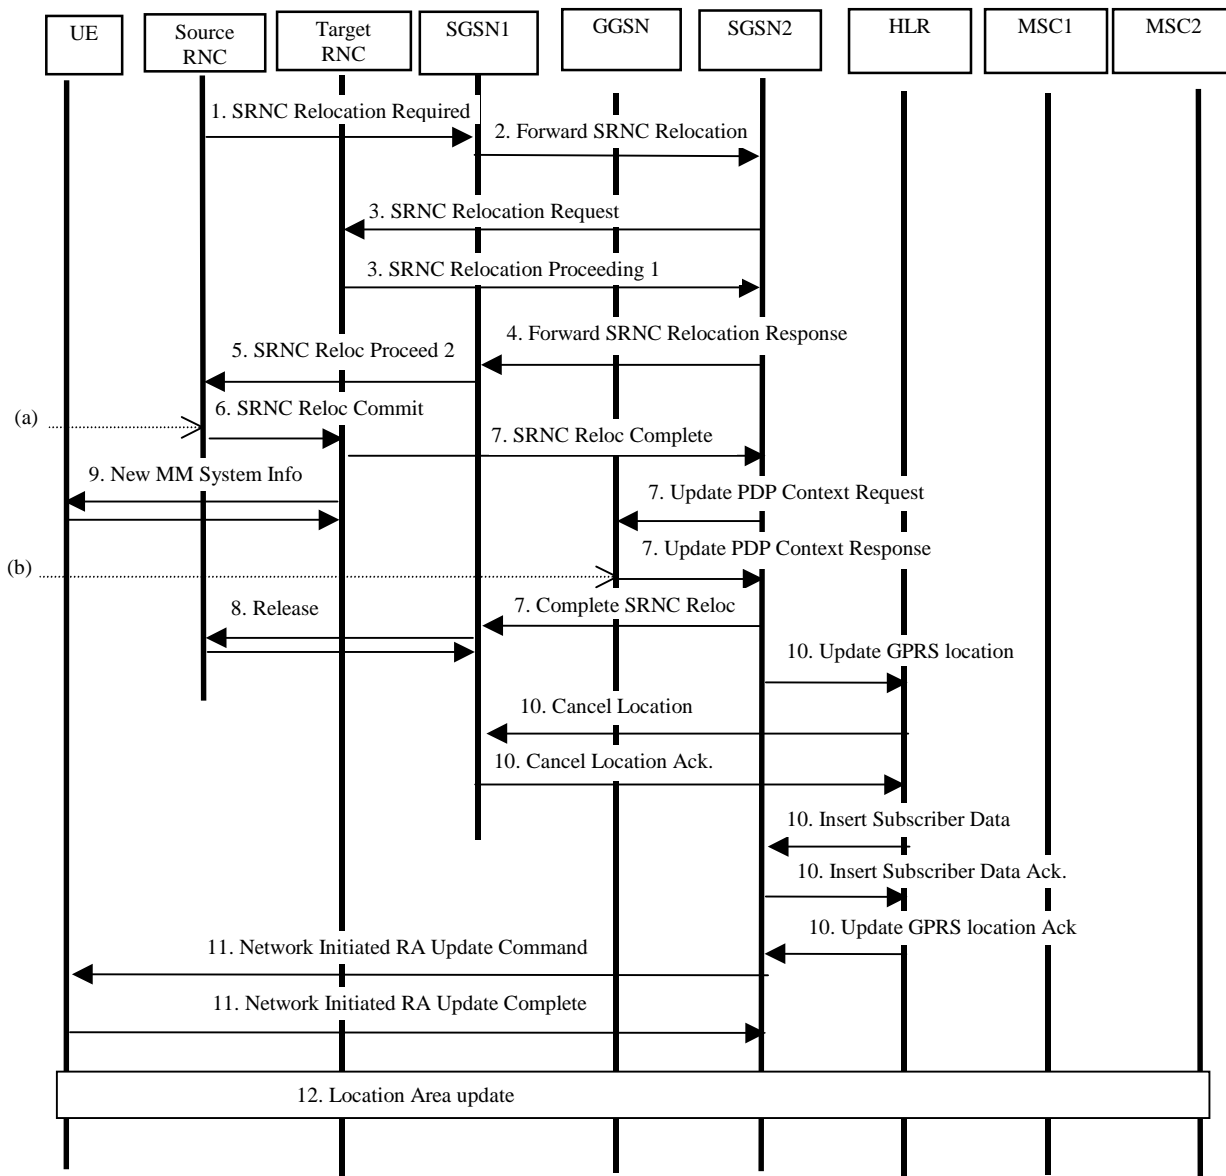 UE
Source
RNC
Target
RNC
SGSN1
GGSN
SGSN2
HLR
MSC1
MSC2
1. SRNC Relocation Required
2. Forward SRNC Relocation
3. SRNC Relocation Request
3. SRNC Relocation Proceeding 1
4. Forward SRNC Relocation Response
5. SRNC Reloc Proceed 2
(a)
6. SRNC Reloc Commit
7. SRNC Reloc Complete
9. New MM System Info
7. Update PDP Context Request
7. Update PDP Context Response
(b)
8. Release
7. Complete SRNC Reloc
10. Update GPRS location
10. Cancel Location
10. Cancel Location Ack.
10. Insert Subscriber Data
10. Insert Subscriber Data Ack.
10. Update GPRS location Ack
11. Network Initiated RA Update Command
11. Network Initiated RA Update Complete
12. Location Area update